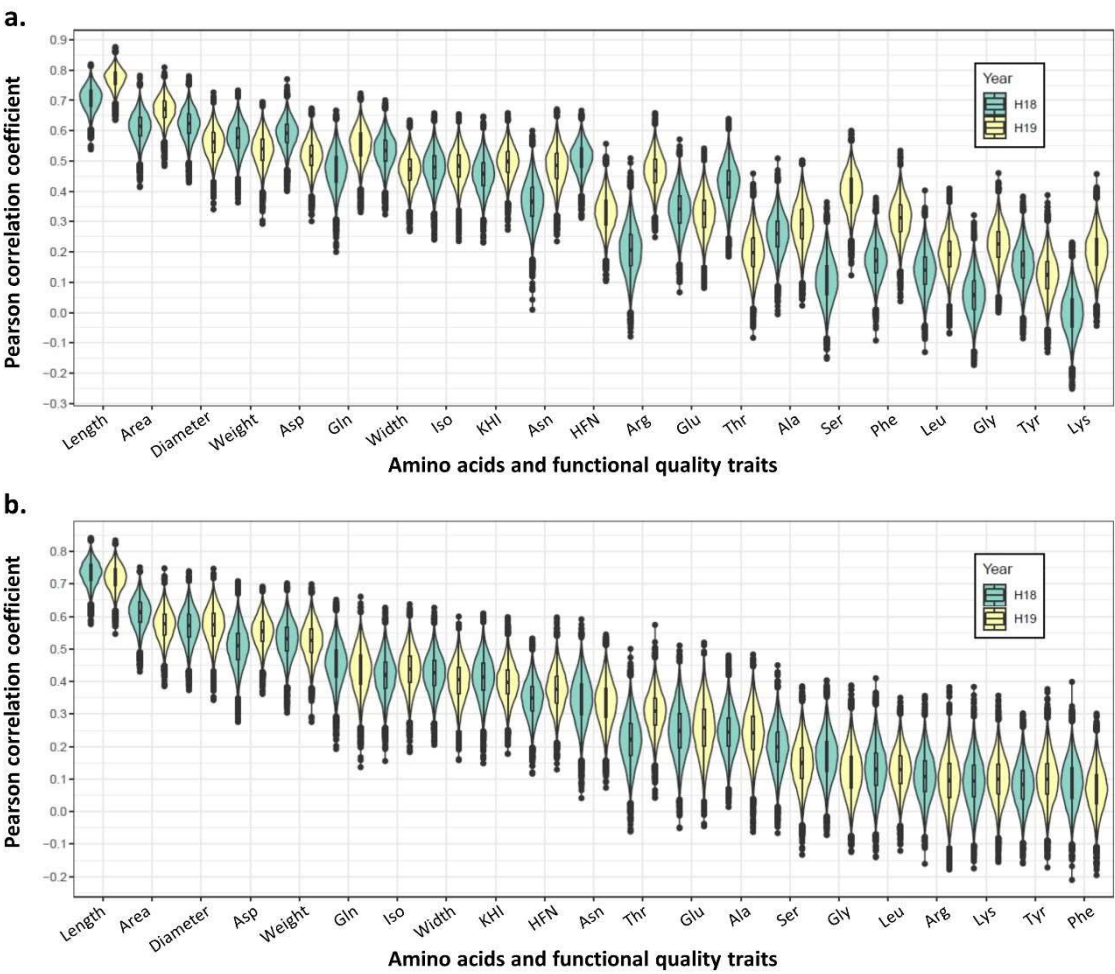 a.
Pearson correlation coefficient
0.9
0.8
0.7
0.6
0.5
0.4
0.3
0.2
0.1
0.0
−0.1
−0.2
−0.3
Year
H18
H19
Length Area Diameter Weight Asp Gln Width Iso KHI Asn HFN Arg Glu Thr Ala Ser Phe Leu Gly Tyr Lys
Amino acids and functional quality traits
b.
Pearson correlation coefficient
0.8
0.7
0.6
0.5
0.4
0.3
0.2
0.1
0.0
−0.1
−0.2
Year
H18
H19
Length Area Diameter Asp Weight Gln Iso Width KHI HFN Asn Thr Glu Ala Ser Gly Leu Arg Lys Tyr Phe
Amino acids and functional quality traits